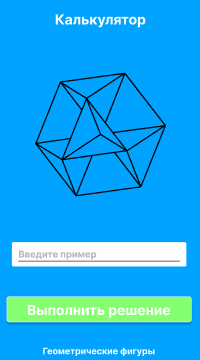 Калькулятор
Введите пример
Выполнить решение
Геометрические фигуры